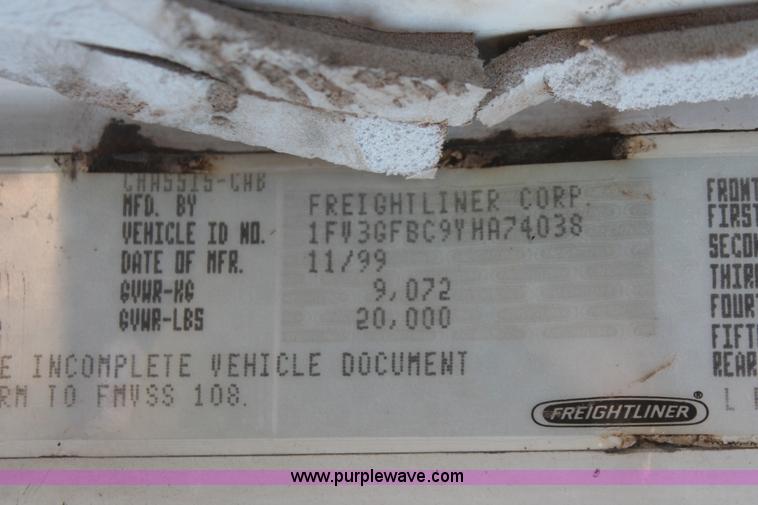 CHASSIS-CAB
MFD. BY FREIGHTLINER CORP.
VEHICLE ID NO. 1FV3GFBC9YHA74038
DATE OF MFR. 11/99
GVWR-KG 9,072
GVWR-LBS 20,000
E INCOMPLETE VEHICLE DOCUMENT
RM TO FMVSS 108.
FRONT
FIRST
SECON
THIR
FOURT
FIFT
REAR
FREIGHTLINER®
L
www.purplewave.com